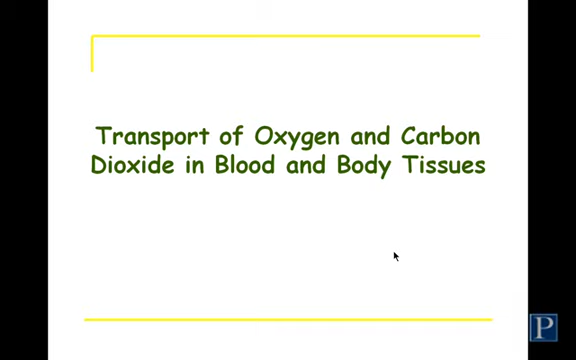 Transport of Oxygen and Carbon
Dioxide in Blood and Body Tissues
P